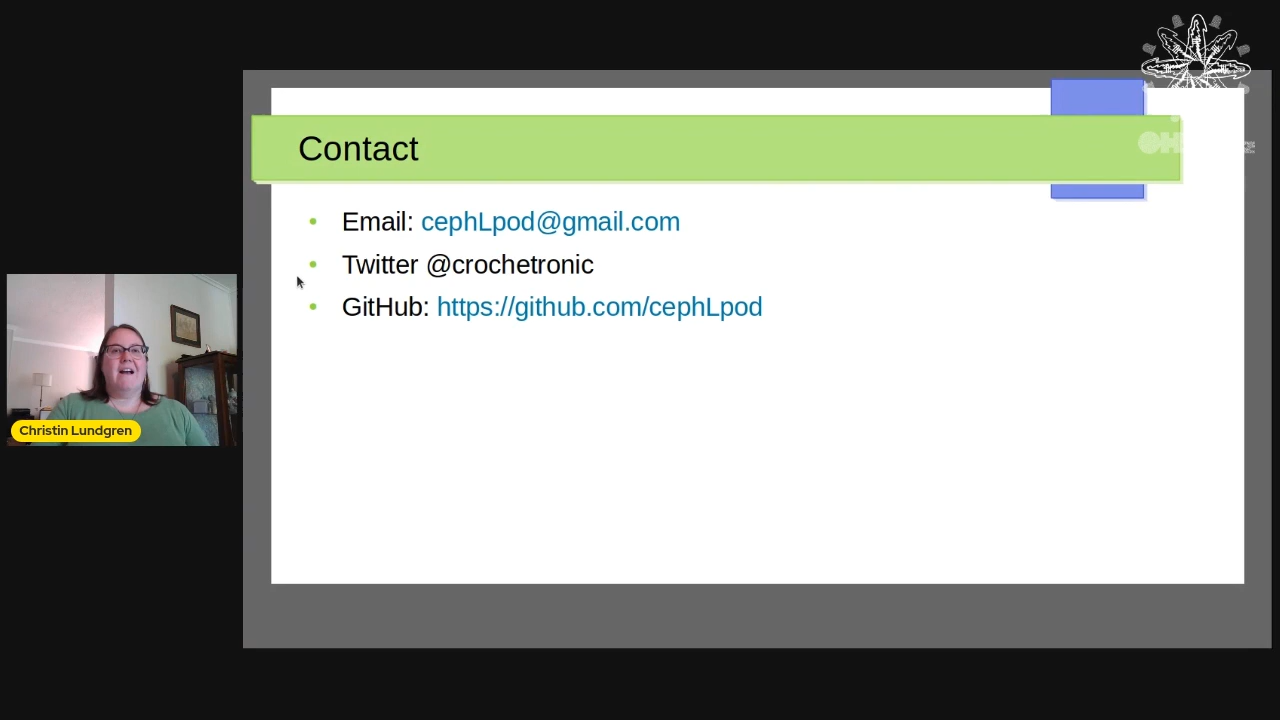 Contact
Email: cephLpod@gmail.com
Twitter @crochetronic
GitHub: https://github.com/cephLpod
Christin Lundgren